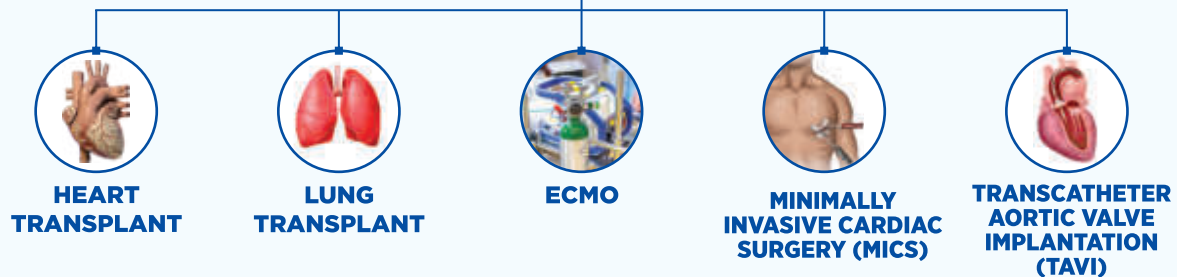 HEART
TRANSPLANT
LUNG
TRANSPLANT
ECMO
MINIMALLY
INVASIVE CARDIAC
SURGERY (MICS)
TRANSCATHETER
AORTIC VALVE
IMPLANTATION
(TAVI)